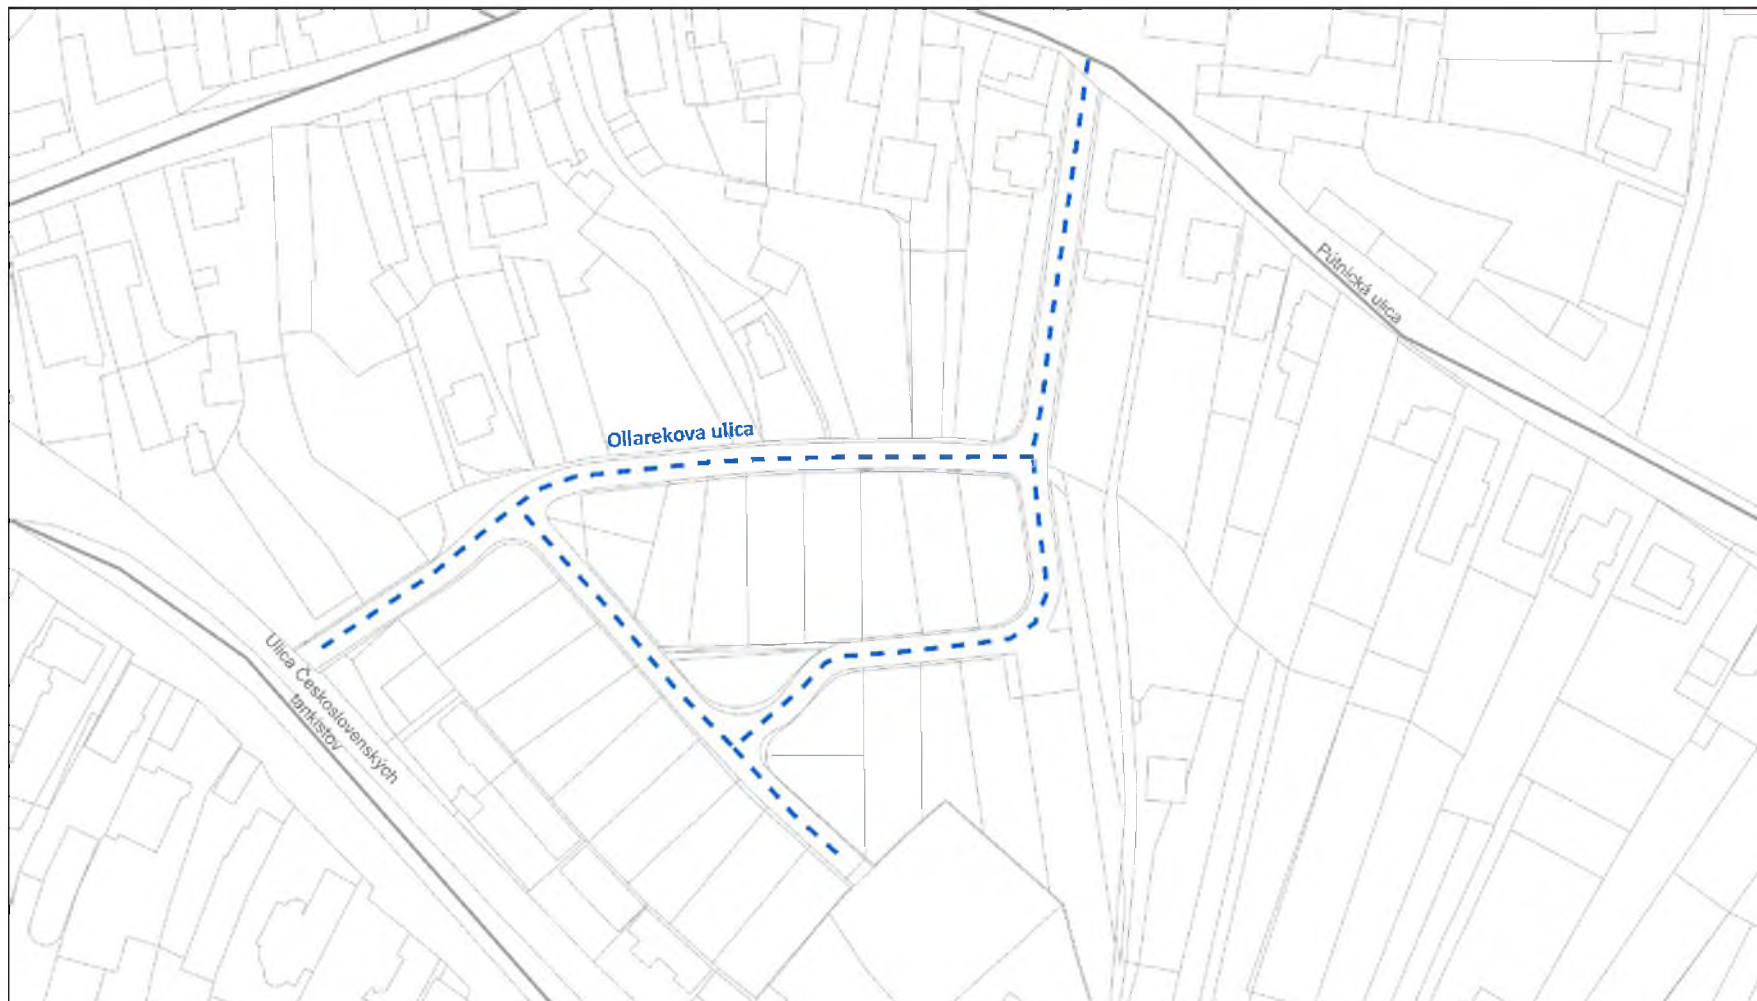 Pútnická ulica
Ollarekova ulica
Ulica Československých
tankistov